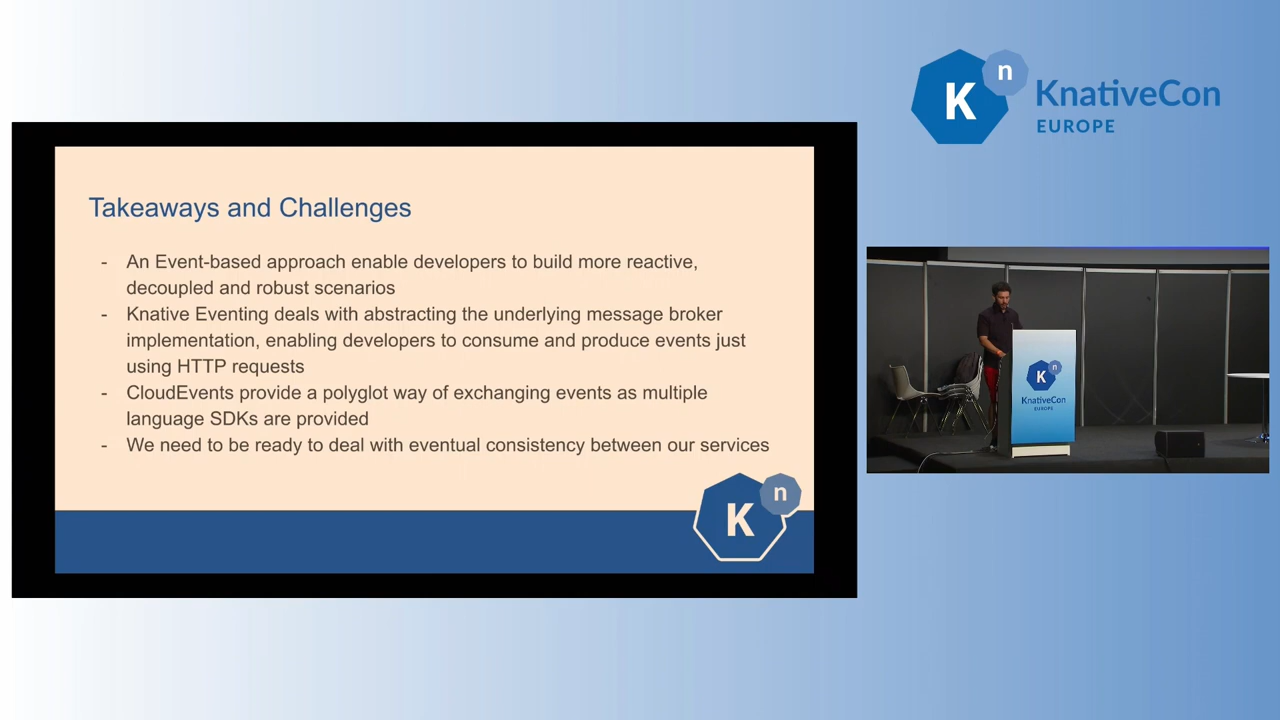 K n
KnativeCon
EUROPE
Takeaways and Challenges
- An Event-based approach enable developers to build more reactive,
decoupled and robust scenarios
- Knative Eventing deals with abstracting the underlying message broker
implementation, enabling developers to consume and produce events just
using HTTP requests
- CloudEvents provide a polyglot way of exchanging events as multiple
language SDKs are provided
- We need to be ready to deal with eventual consistency between our services
K n
K n
KnativeCon
EUROPE